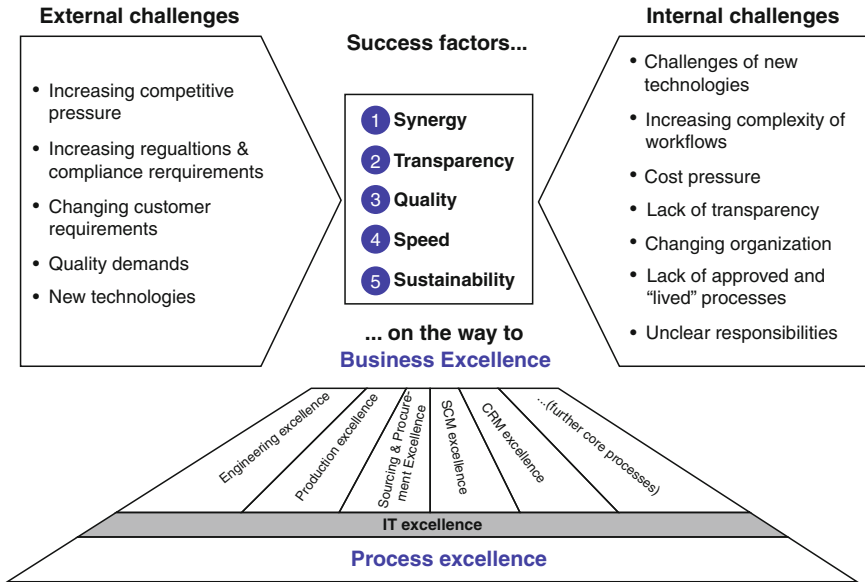 External challenges
• Increasing competitive
pressure
• Increasing regualtions &
compliance rerquirements
• Changing customer
requirements
• Quality demands
• New technologies
Success factors...
1 Synergy
2 Transparency
3 Quality
4 Speed
5 Sustainability
... on the way to
Business Excellence
Internal challenges
• Challenges of new
technologies
• Increasing complexity of
workflows
• Cost pressure
• Lack of transparency
• Changing organization
• Lack of approved and
“lived” processes
• Unclear responsibilities
Engineering excellence
Production excellence
Sourcing & Procure-
ment Excellence
SCM excellence
CRM excellence
...(further core processes)
IT excellence
Process excellence